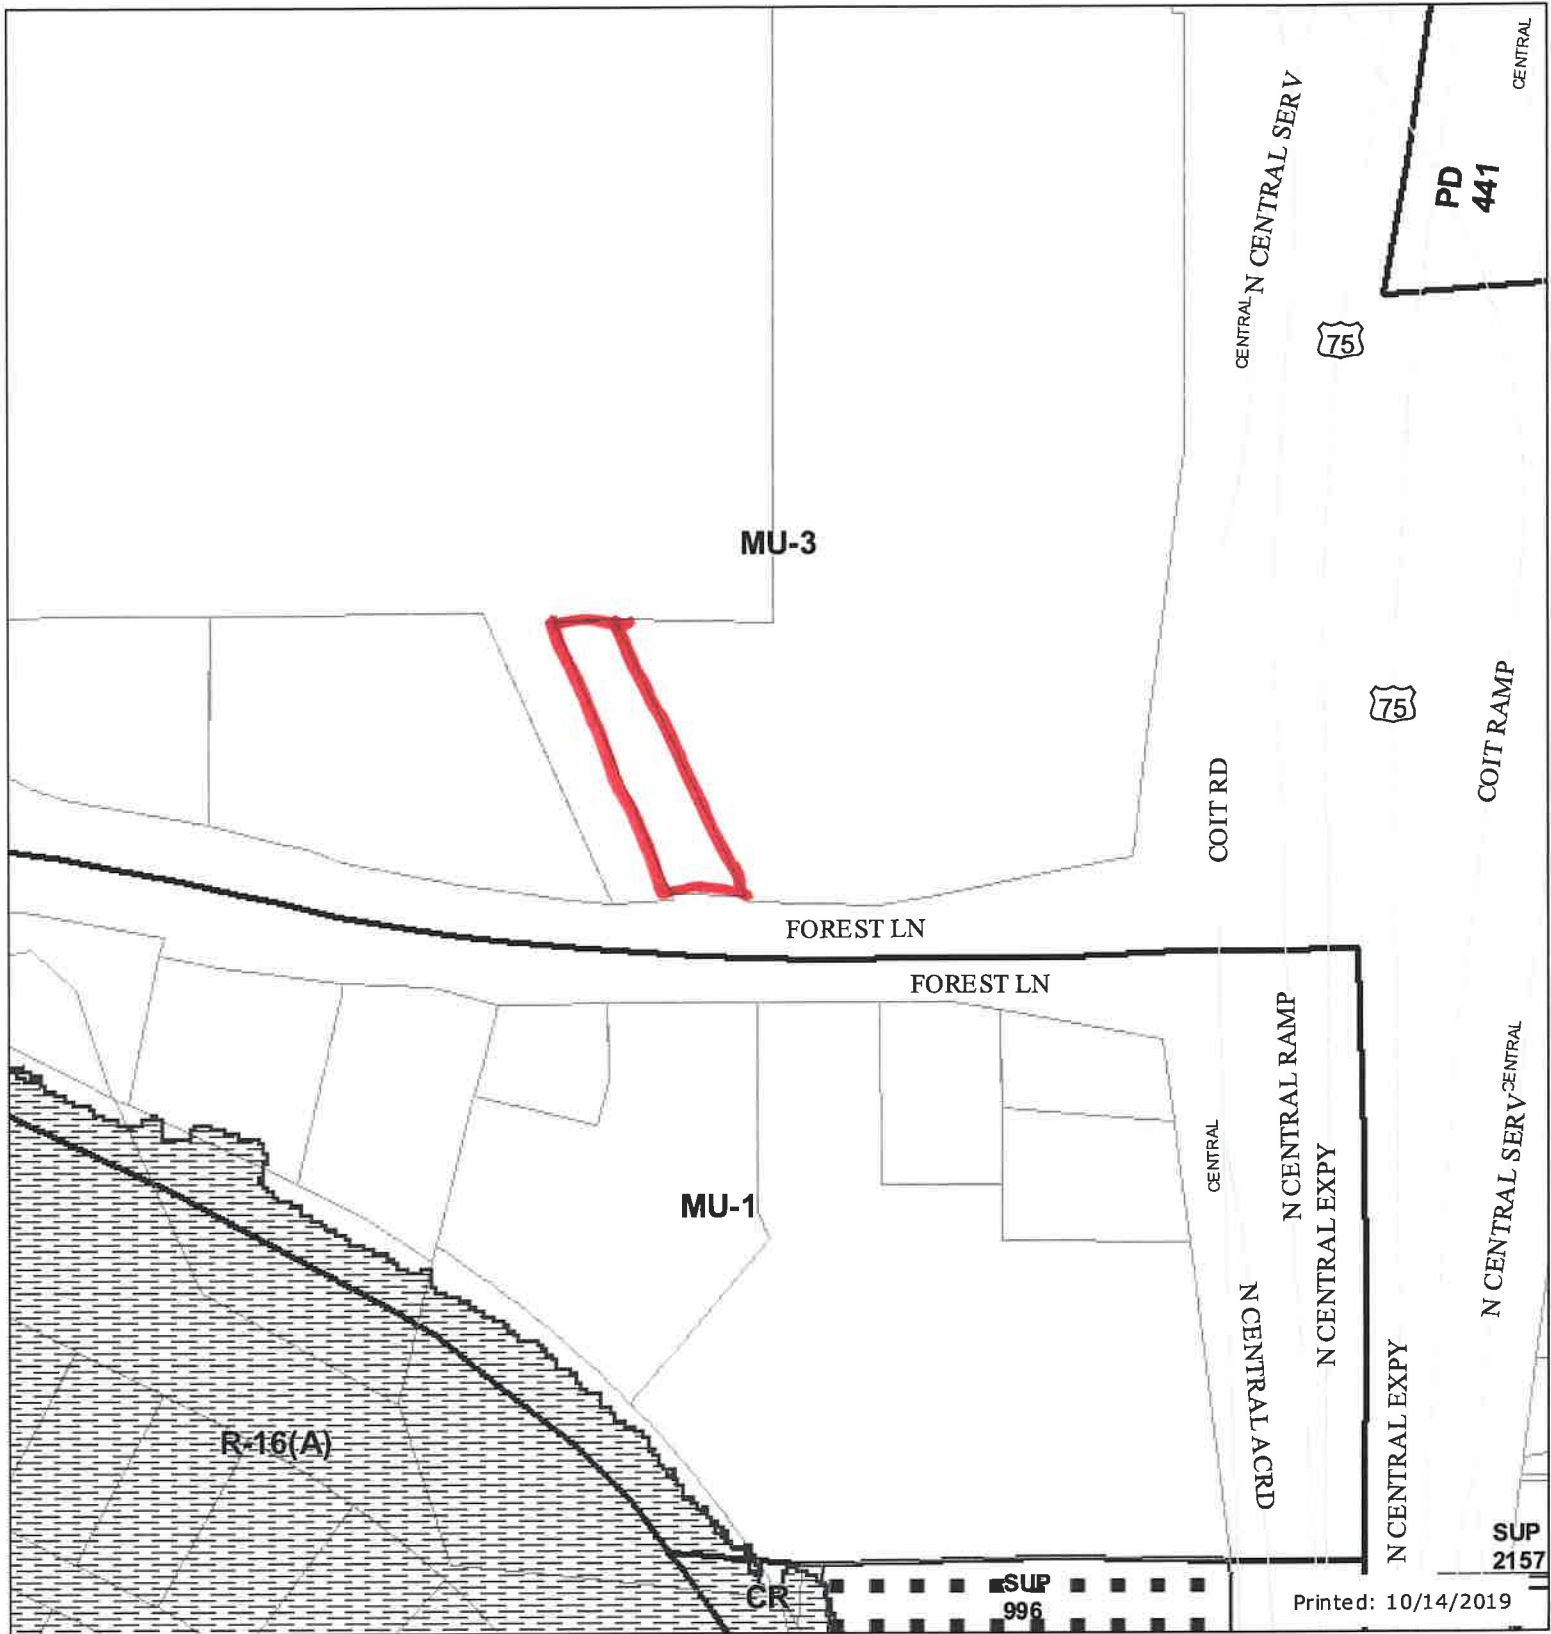 CENTRAL
N CENTRAL SERV
PD
441
CENTRAL
75
MU-3
75
COIT RAMP
COIT RD
FOREST LN
FOREST LN
N CENTRAL RAMP
CENTRAL
N CENTRAL SERV
CENTRAL
N CENTRAL EXPY
MU-1
N CENTRAL ACRD
N CENTRAL EXPY
R-16(A)
SUP
2157
CR
SUP
996
Printed: 10/14/2019